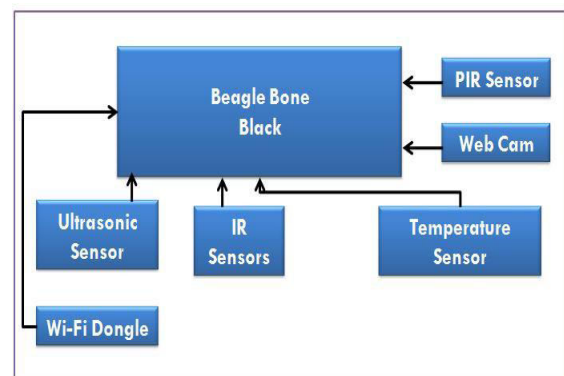 Beagle Bone
Black
PIR Sensor
Web Cam
Ultrasonic
Sensor
IR
Sensors
Temperature
Sensor
Wi-Fi Dongle